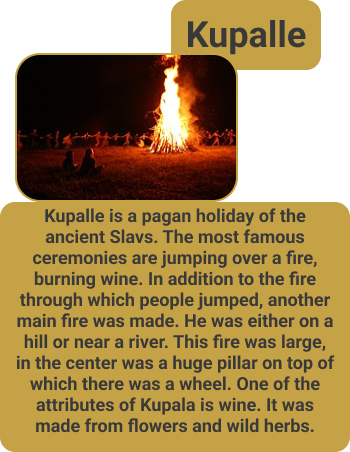 Kupalle
Kupalle is a pagan holiday of the
ancient Slavs. The most famous
ceremonies are jumping over a fire,
burning wine. In addition to the fire
through which people jumped, another
main fire was made. He was either on a
hill or near a river. This fire was large,
in the center was a huge pillar on top of
which there was a wheel. One of the
attributes of Kupala is wine. It was
made from flowers and wild herbs.